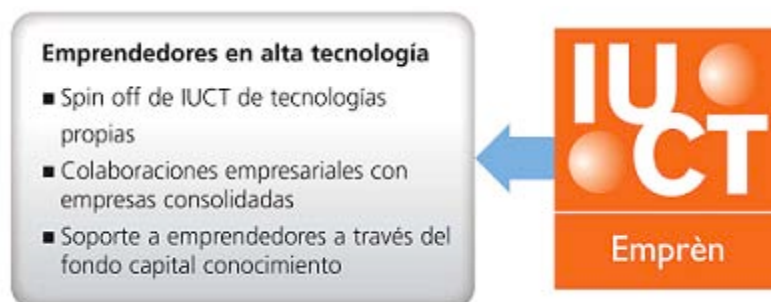 Emprendedores en alta tecnología
■ Spin off de IUCT de tecnologías
propias
■ Colaboraciones empresariales con
empresas consolidadas
■ Soporte a emprendedores a través del
fondo capital conocimiento
IU
CT
Emprèn